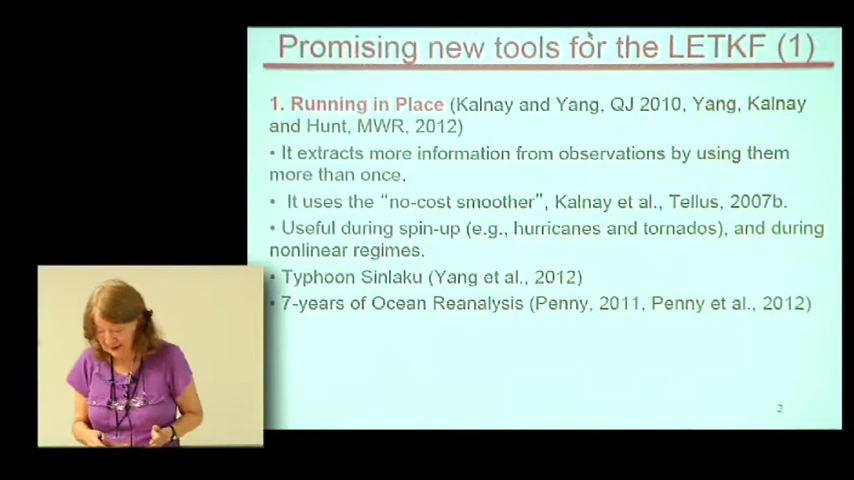 Promising new tools for the LETKF (1)
1. Running in Place (Kalnay and Yang, QJ 2010, Yang, Kalnay
and Hunt, MWR, 2012)
• It extracts more information from observations by using them
more than once.
• It uses the “no-cost smoother”, Kalnay et al., Tellus, 2007b.
• Useful during spin-up (e.g., hurricanes and tornados), and during
nonlinear regimes.
• Typhoon Sinlaku (Yang et al., 2012)
• 7-years of Ocean Reanalysis (Penny, 2011, Penny et al., 2012)
2